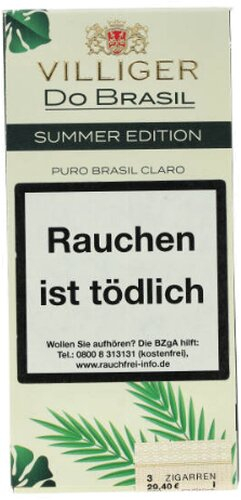 VILLIGER
DO BRASIL
SUMMER EDITION
PURO BRASIL CLARO
Rauchen
ist tödlich
Wollen Sie aufhören? Die BZgA hilft:
Tel.: 0800 8 313131 (kostenfrei),
www.rauchfrei-info.de
3 ZIGARREN
29,40 €